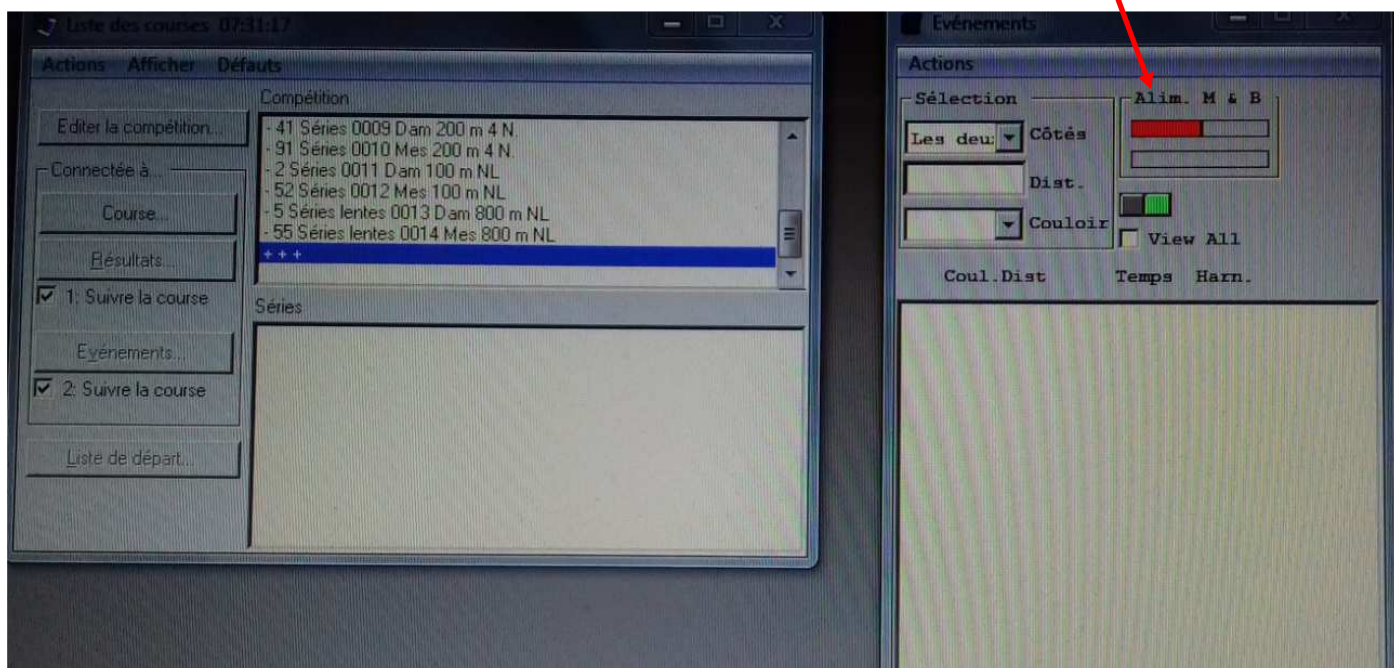 Liste des courses 07:31:17
Actions Afficher Défauts
Compétition
Editer la compétition...
- 41 Séries 0009 Dam 200 m 4 N.
- 91 Séries 0010 Mes 200 m 4 N.
- 2 Séries 0011 Dam 100 m NL
- 52 Séries 0012 Mes 100 m NL
- 5 Séries lentes 0013 Dam 800 m NL
- 55 Séries lentes 0014 Mes 800 m NL
+ + +
Connectée à...
Course...
Résultats...
1: Suivre la course
Evénements...
2: Suivre la course
Liste de départ...
Séries
Evénements
Actions
Sélection
Les deu
Côtés
Dist.
Couloir
Alim. M & B
View All
Coul.Dist Temps Harn.